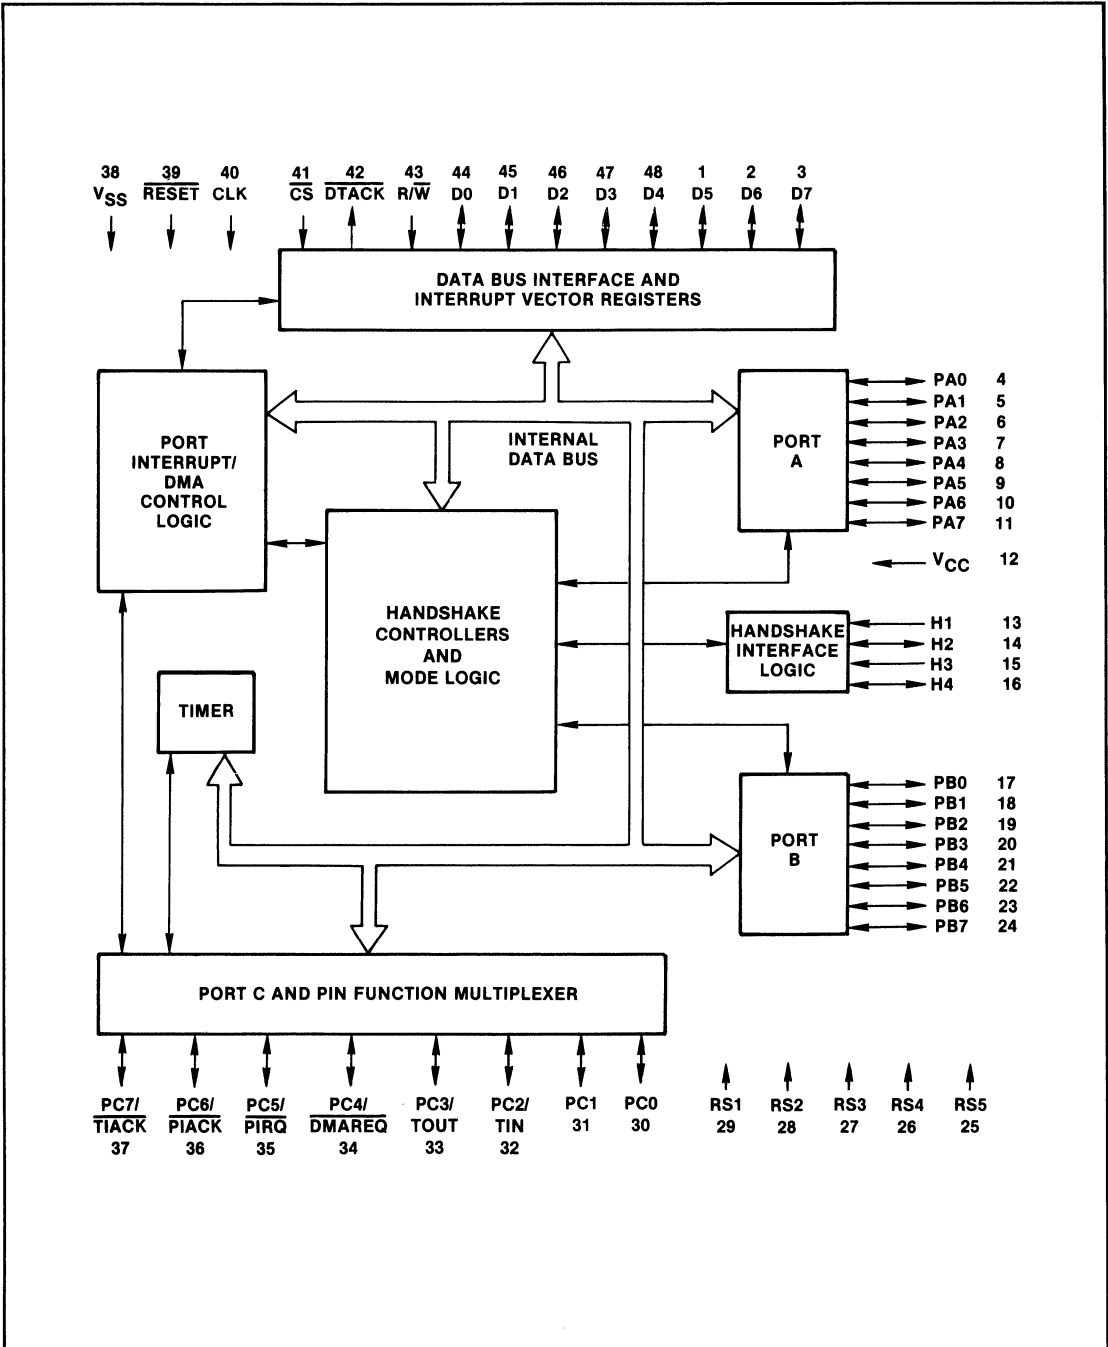 38 39 40 41 42 43 44 45 46 47 48 1 2 3
VSS RESET CLK CS DTACK R/W D0 D1 D2 D3 D4 D5 D6 D7
DATA BUS INTERFACE AND
INTERRUPT VECTOR REGISTERS
PORT
INTERRUPT/
DMA
CONTROL
LOGIC
INTERNAL
DATA BUS
PORT
A
PA0 4
PA1 5
PA2 6
PA3 7
PA4 8
PA5 9
PA6 10
PA7 11
VCC 12
HANDSHAKE
CONTROLLERS
AND
MODE LOGIC
HANDSHAKE
INTERFACE
LOGIC
H1 13
H2 14
H3 15
H4 16
TIMER
PORT
B
PB0 17
PB1 18
PB2 19
PB3 20
PB4 21
PB5 22
PB6 23
PB7 24
PORT C AND PIN FUNCTION MULTIPLEXER
PC7/ PC6/ PC5/ PC4/ PC3/ PC2/ PC1 PC0 RS1 RS2 RS3 RS4 RS5
TIACK PIACK PIRQ DMAREQ TOUT TIN 31 30 29 28 27 26 25
37 36 35 34 33 32